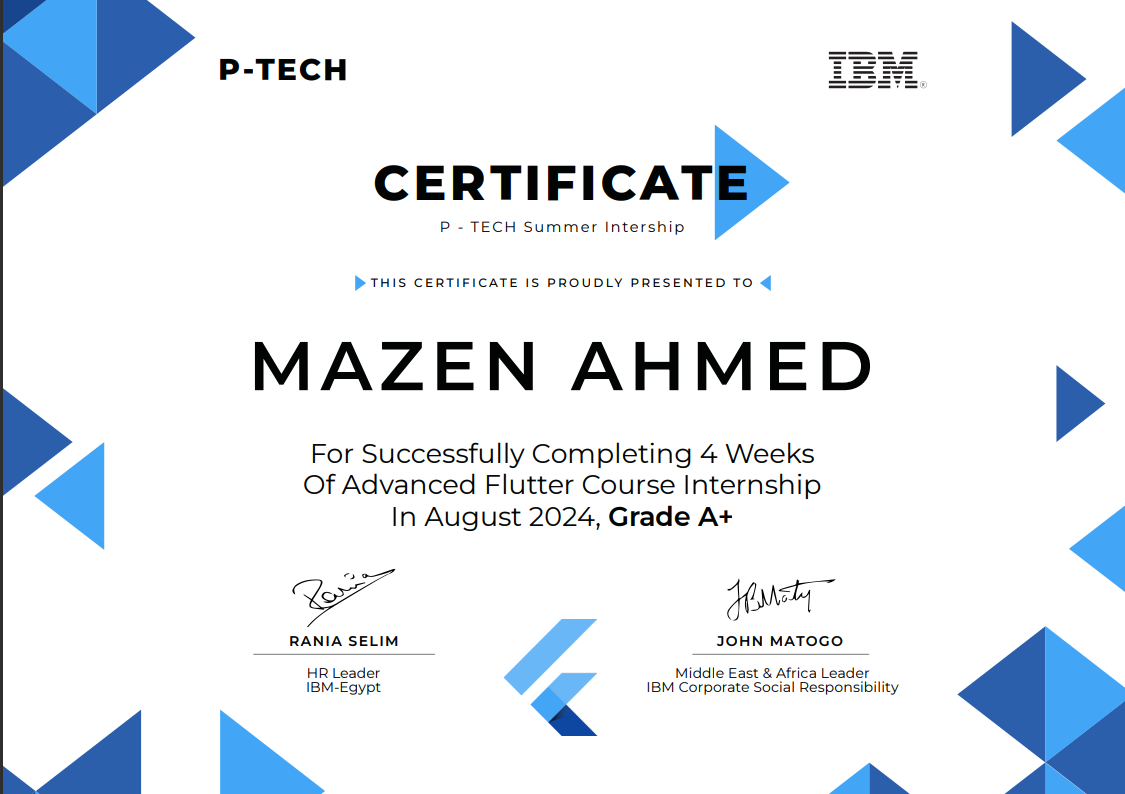 P-TECH
IBM®
CERTIFICATE
P - TECH Summer Intership
THIS CERTIFICATE IS PROUDLY PRESENTED TO
MAZEN AHMED
For Successfully Completing 4 Weeks
Of Advanced Flutter Course Internship
In August 2024, Grade A+
Rania
RANIA SELIM
HR Leader
IBM-Egypt
JOHN MATOGO
Middle East & Africa Leader
IBM Corporate Social Responsibility